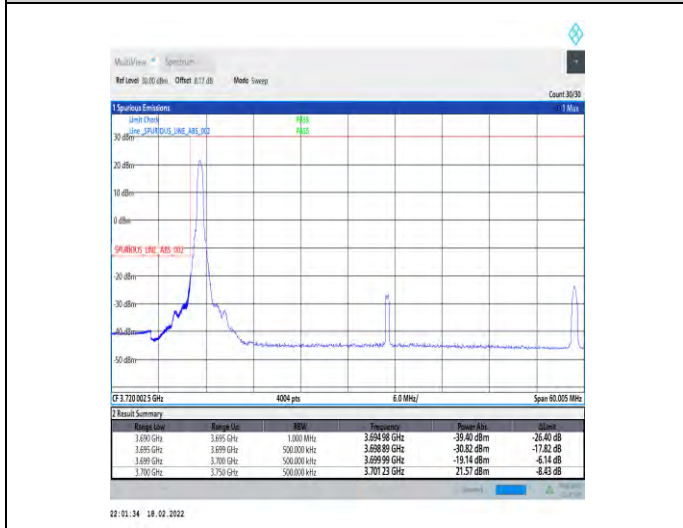 MultiView Spectrum
Ref Level 30.00 dBm Offset 8.17 dB Mode Sweep
Count 30/30
1 Spurious Emissions 1 Max
Limit Check PASS
Line _SPURIOUS_LINE_ABS_002 PASS
30 dBm
20 dBm
10 dBm
0 dBm
SPURIOUS_LINE_ABS_002
-20 dBm
-30 dBm
-40 dBm
-50 dBm
CF 3.720 002 5 GHz 4004 pts 6.0 MHz/ Span 60.005 MHz
2 Result Summary
Range Low Range Up RBW Frequency Power Abs ΔLimit
3.690 GHz 3.695 GHz 1.000 MHz 3.694 98 GHz -39.40 dBm -26.40 dB
3.695 GHz 3.699 GHz 500.000 kHz 3.698 89 GHz -30.82 dBm -17.82 dB
3.699 GHz 3.700 GHz 500.000 kHz 3.699 99 GHz -19.14 dBm -6.14 dB
3.700 GHz 3.750 GHz 500.000 kHz 3.701 23 GHz 21.57 dBm -8.43 dB
22:01:34 18.02.2022